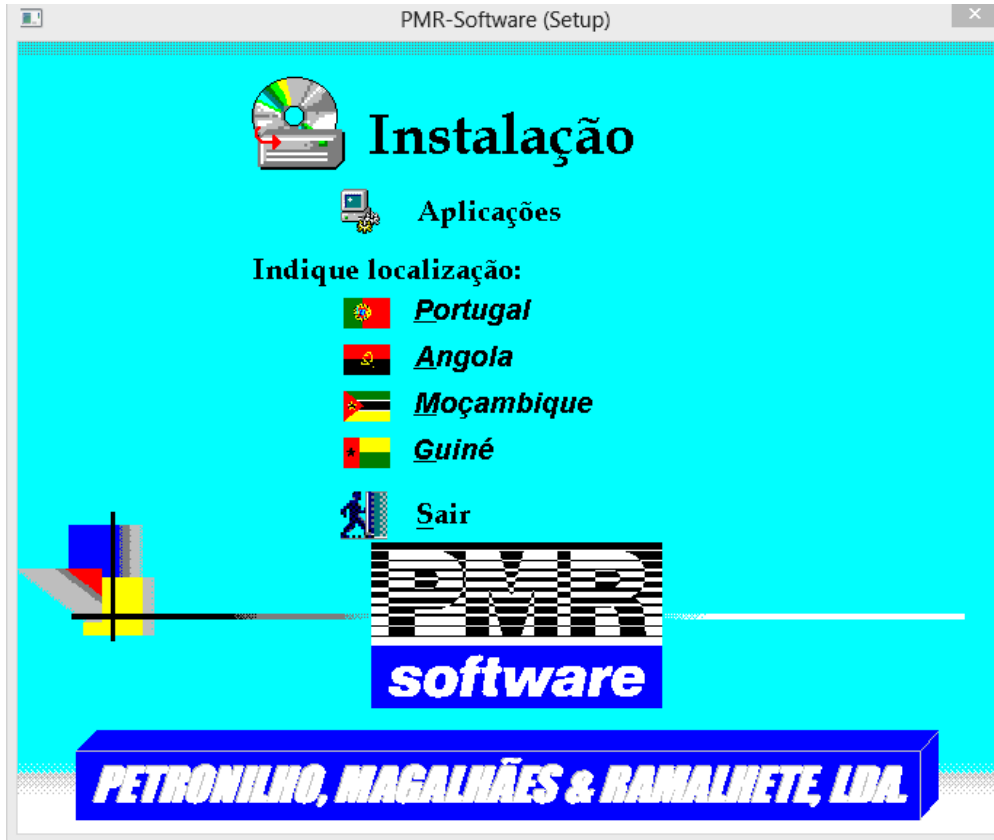 PMR-Software (Setup)
Instalação
Aplicações
Indique localização:
Portugal
Angola
Moçambique
Guiné
Sair
PMR
software
PETRONILHO, MAGALHÃES & RAMALHETE, LDA.